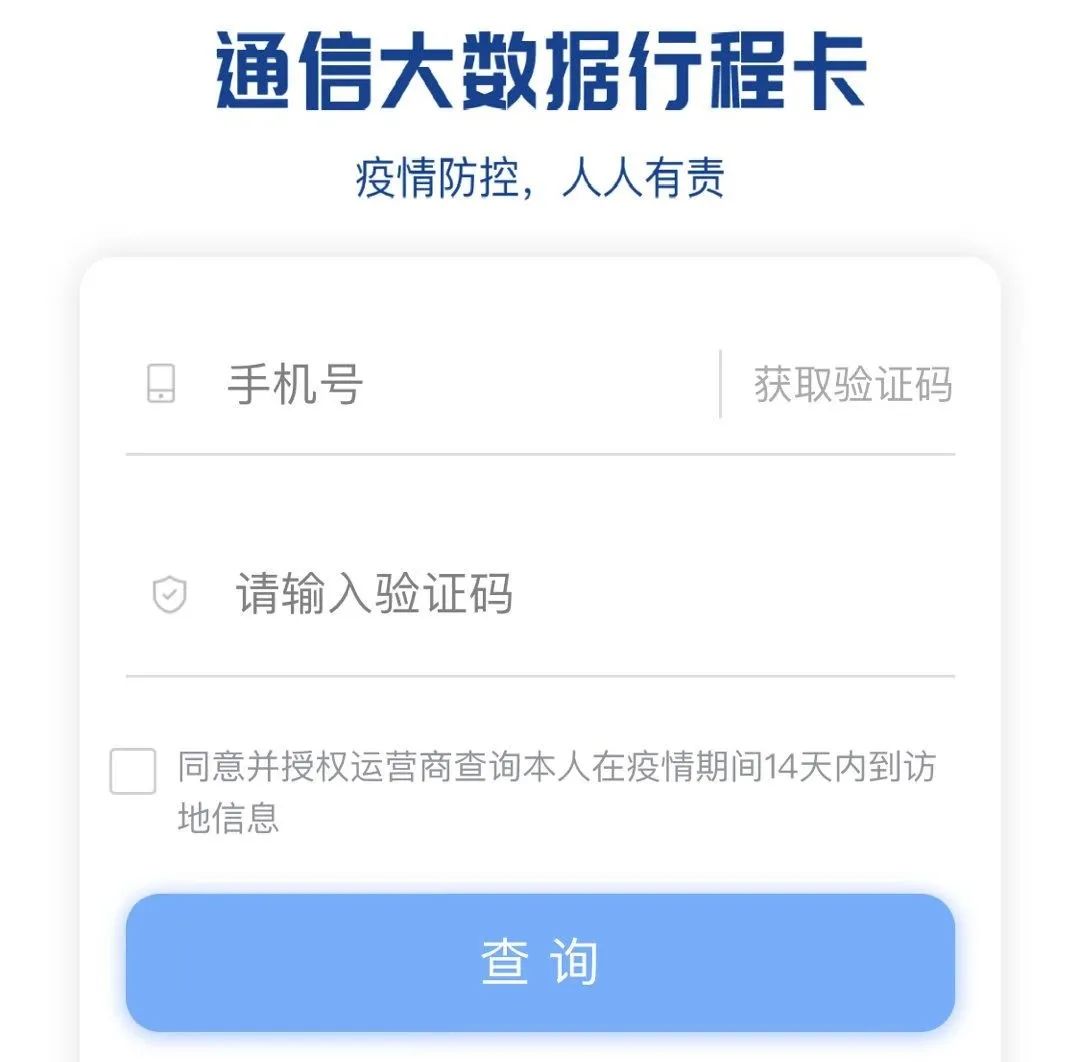 通信大数据行程卡
疫情防控，人人有责
手机号 获取验证码
请输入验证码
同意并授权运营商查询本人在疫情期间14天内到访
地信息
查询